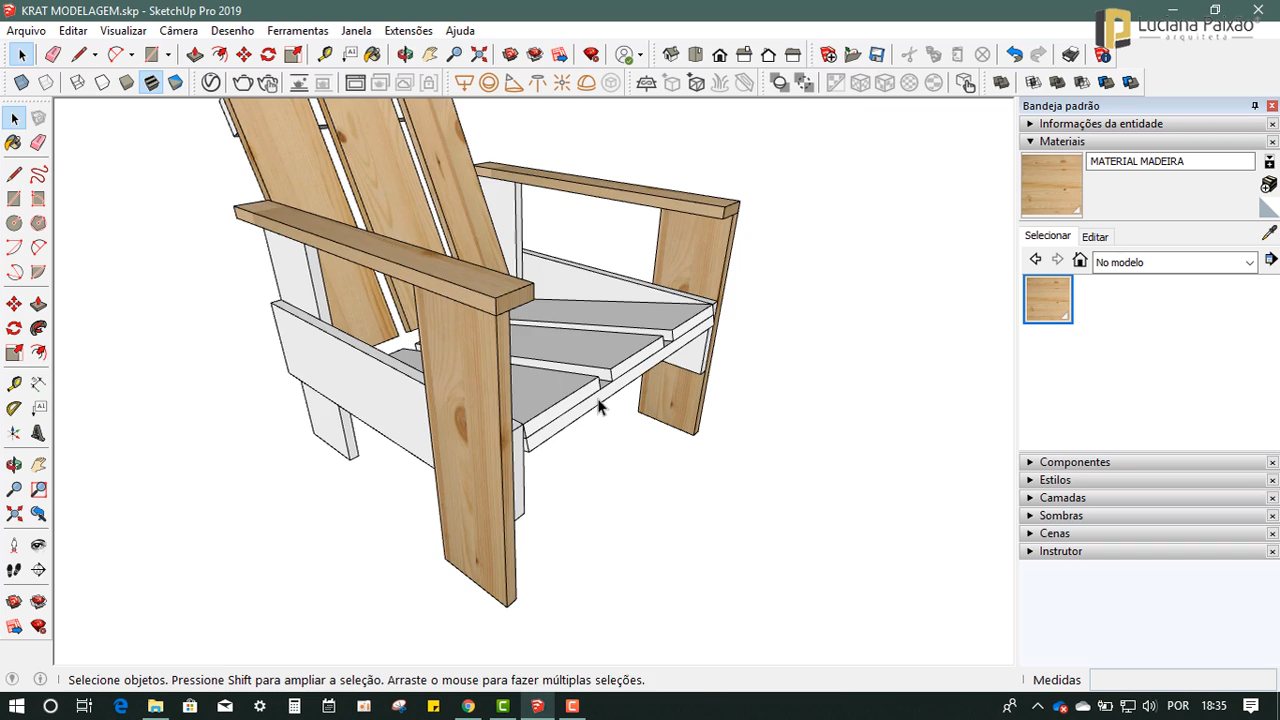 KRAT MODELAGEM.skp - SketchUp Pro 2019
Luciana Paixão
arquiteta
Arquivo Editar Visualizar Câmera Desenho Ferramentas Janela Extensões Ajuda
Bandeja padrão
Informações da entidade
Materiais
MATERIAL MADEIRA
Selecionar Editar
No modelo
Componentes
Estilos
Camadas
Sombras
Cenas
Instrutor
Selecione objetos. Pressione Shift para ampliar a seleção. Arraste o mouse para fazer múltiplas seleções.
Medidas
POR 18:35